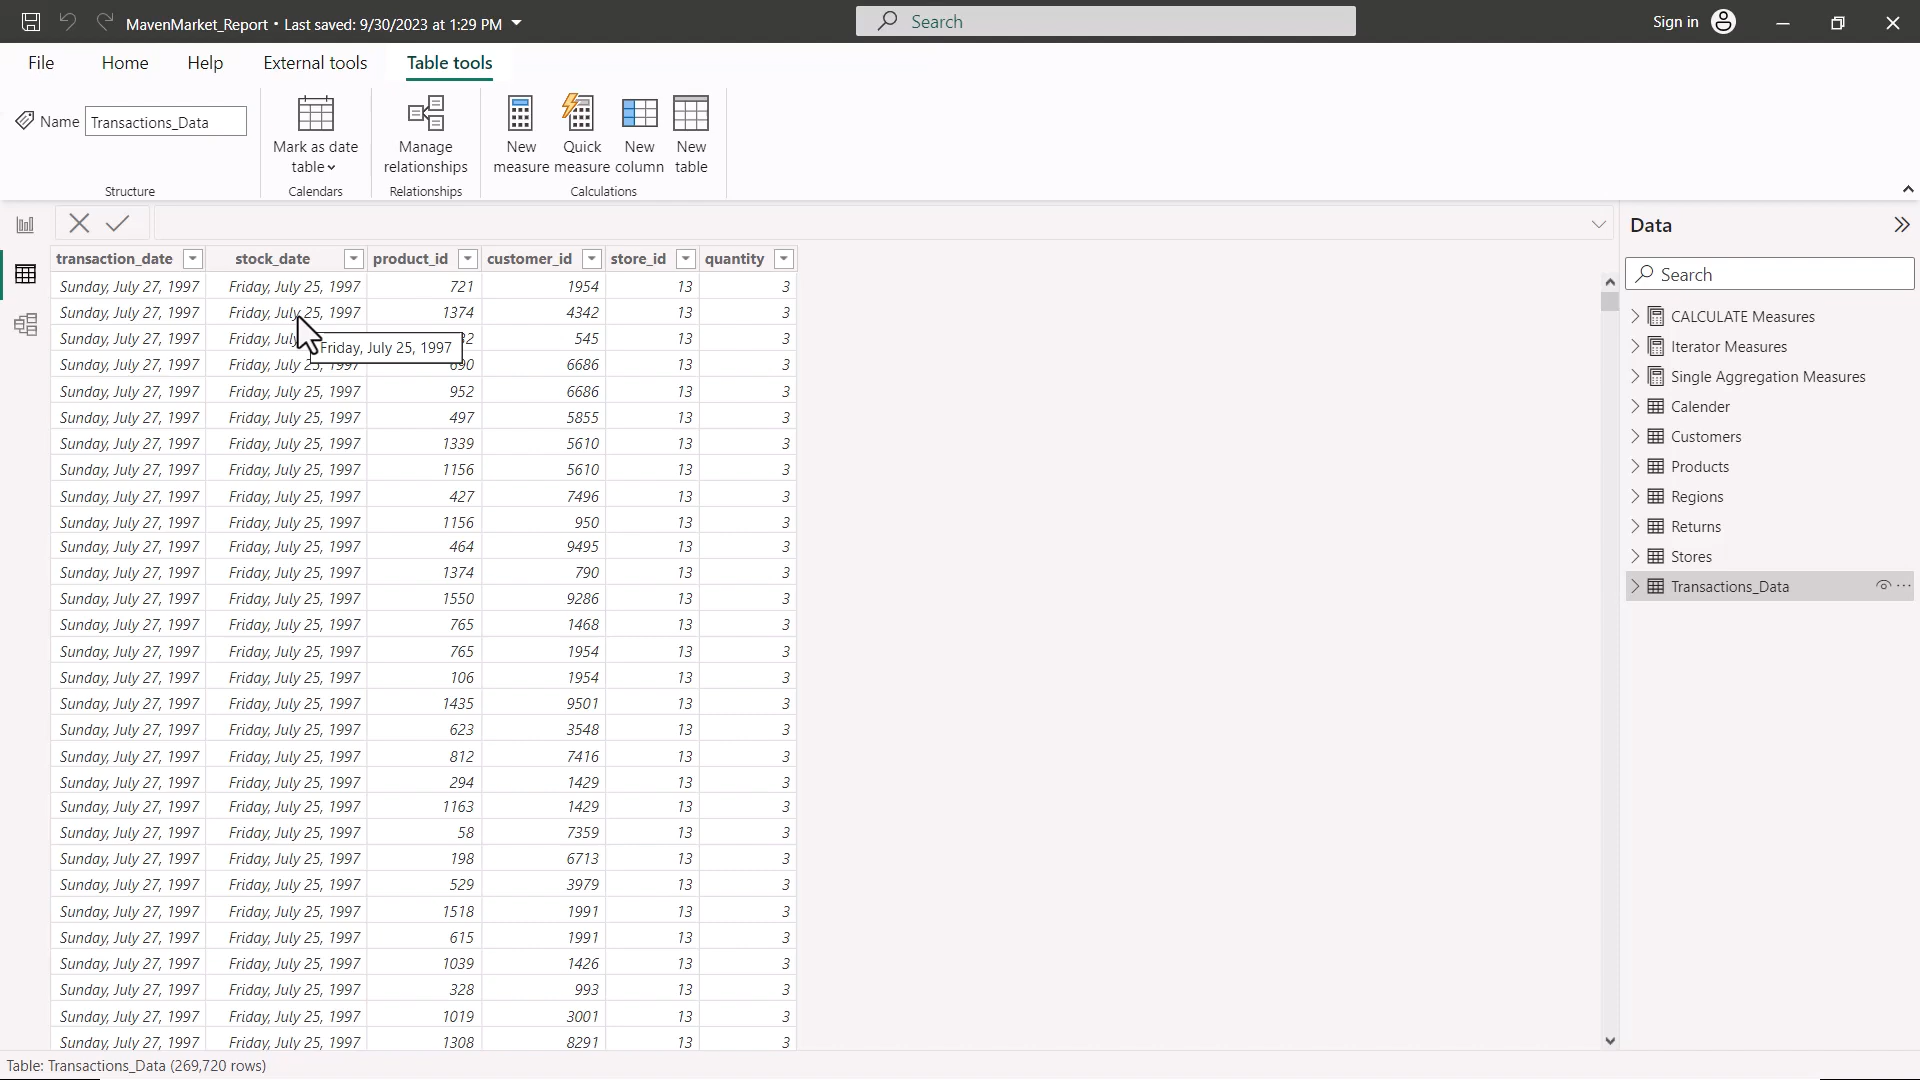 MavenMarket_Report • Last saved: 9/30/2023 at 1:29 PM
Search
Sign in
File Home Help External tools Table tools
Name Transactions_Data
Mark as date table
Manage relationships
New measure
Quick measure
New column
New table
Structure Calendars Relationships Calculations
transaction_date stock_date product_id customer_id store_id quantity
Sunday, July 27, 1997 Friday, July 25, 1997 721 1954 13 3
Sunday, July 27, 1997 Friday, July 25, 1997 1374 4342 13 3
Sunday, July 27, 1997 Friday, July 545 13 3
Friday, July 25, 1997
Sunday, July 27, 1997 Friday, July 25, 1997 690 6686 13 3
Sunday, July 27, 1997 Friday, July 25, 1997 952 6686 13 3
Sunday, July 27, 1997 Friday, July 25, 1997 497 5855 13 3
Sunday, July 27, 1997 Friday, July 25, 1997 1339 5610 13 3
Sunday, July 27, 1997 Friday, July 25, 1997 1156 5610 13 3
Sunday, July 27, 1997 Friday, July 25, 1997 427 7496 13 3
Sunday, July 27, 1997 Friday, July 25, 1997 1156 950 13 3
Sunday, July 27, 1997 Friday, July 25, 1997 464 9495 13 3
Sunday, July 27, 1997 Friday, July 25, 1997 1374 790 13 3
Sunday, July 27, 1997 Friday, July 25, 1997 1550 9286 13 3
Sunday, July 27, 1997 Friday, July 25, 1997 765 1468 13 3
Sunday, July 27, 1997 Friday, July 25, 1997 765 1954 13 3
Sunday, July 27, 1997 Friday, July 25, 1997 106 1954 13 3
Sunday, July 27, 1997 Friday, July 25, 1997 1435 9501 13 3
Sunday, July 27, 1997 Friday, July 25, 1997 623 3548 13 3
Sunday, July 27, 1997 Friday, July 25, 1997 812 7416 13 3
Sunday, July 27, 1997 Friday, July 25, 1997 294 1429 13 3
Sunday, July 27, 1997 Friday, July 25, 1997 1163 1429 13 3
Sunday, July 27, 1997 Friday, July 25, 1997 58 7359 13 3
Sunday, July 27, 1997 Friday, July 25, 1997 198 6713 13 3
Sunday, July 27, 1997 Friday, July 25, 1997 529 3979 13 3
Sunday, July 27, 1997 Friday, July 25, 1997 1518 1991 13 3
Sunday, July 27, 1997 Friday, July 25, 1997 615 1991 13 3
Sunday, July 27, 1997 Friday, July 25, 1997 1039 1426 13 3
Sunday, July 27, 1997 Friday, July 25, 1997 328 993 13 3
Sunday, July 27, 1997 Friday, July 25, 1997 1019 3001 13 3
Sunday, July 27, 1997 Friday, July 25, 1997 1308 8291 13 3
Data
Search
CALCULATE Measures
Iterator Measures
Single Aggregation Measures
Calender
Customers
Products
Regions
Returns
Stores
Transactions_Data
Table: Transactions_Data (269,720 rows)